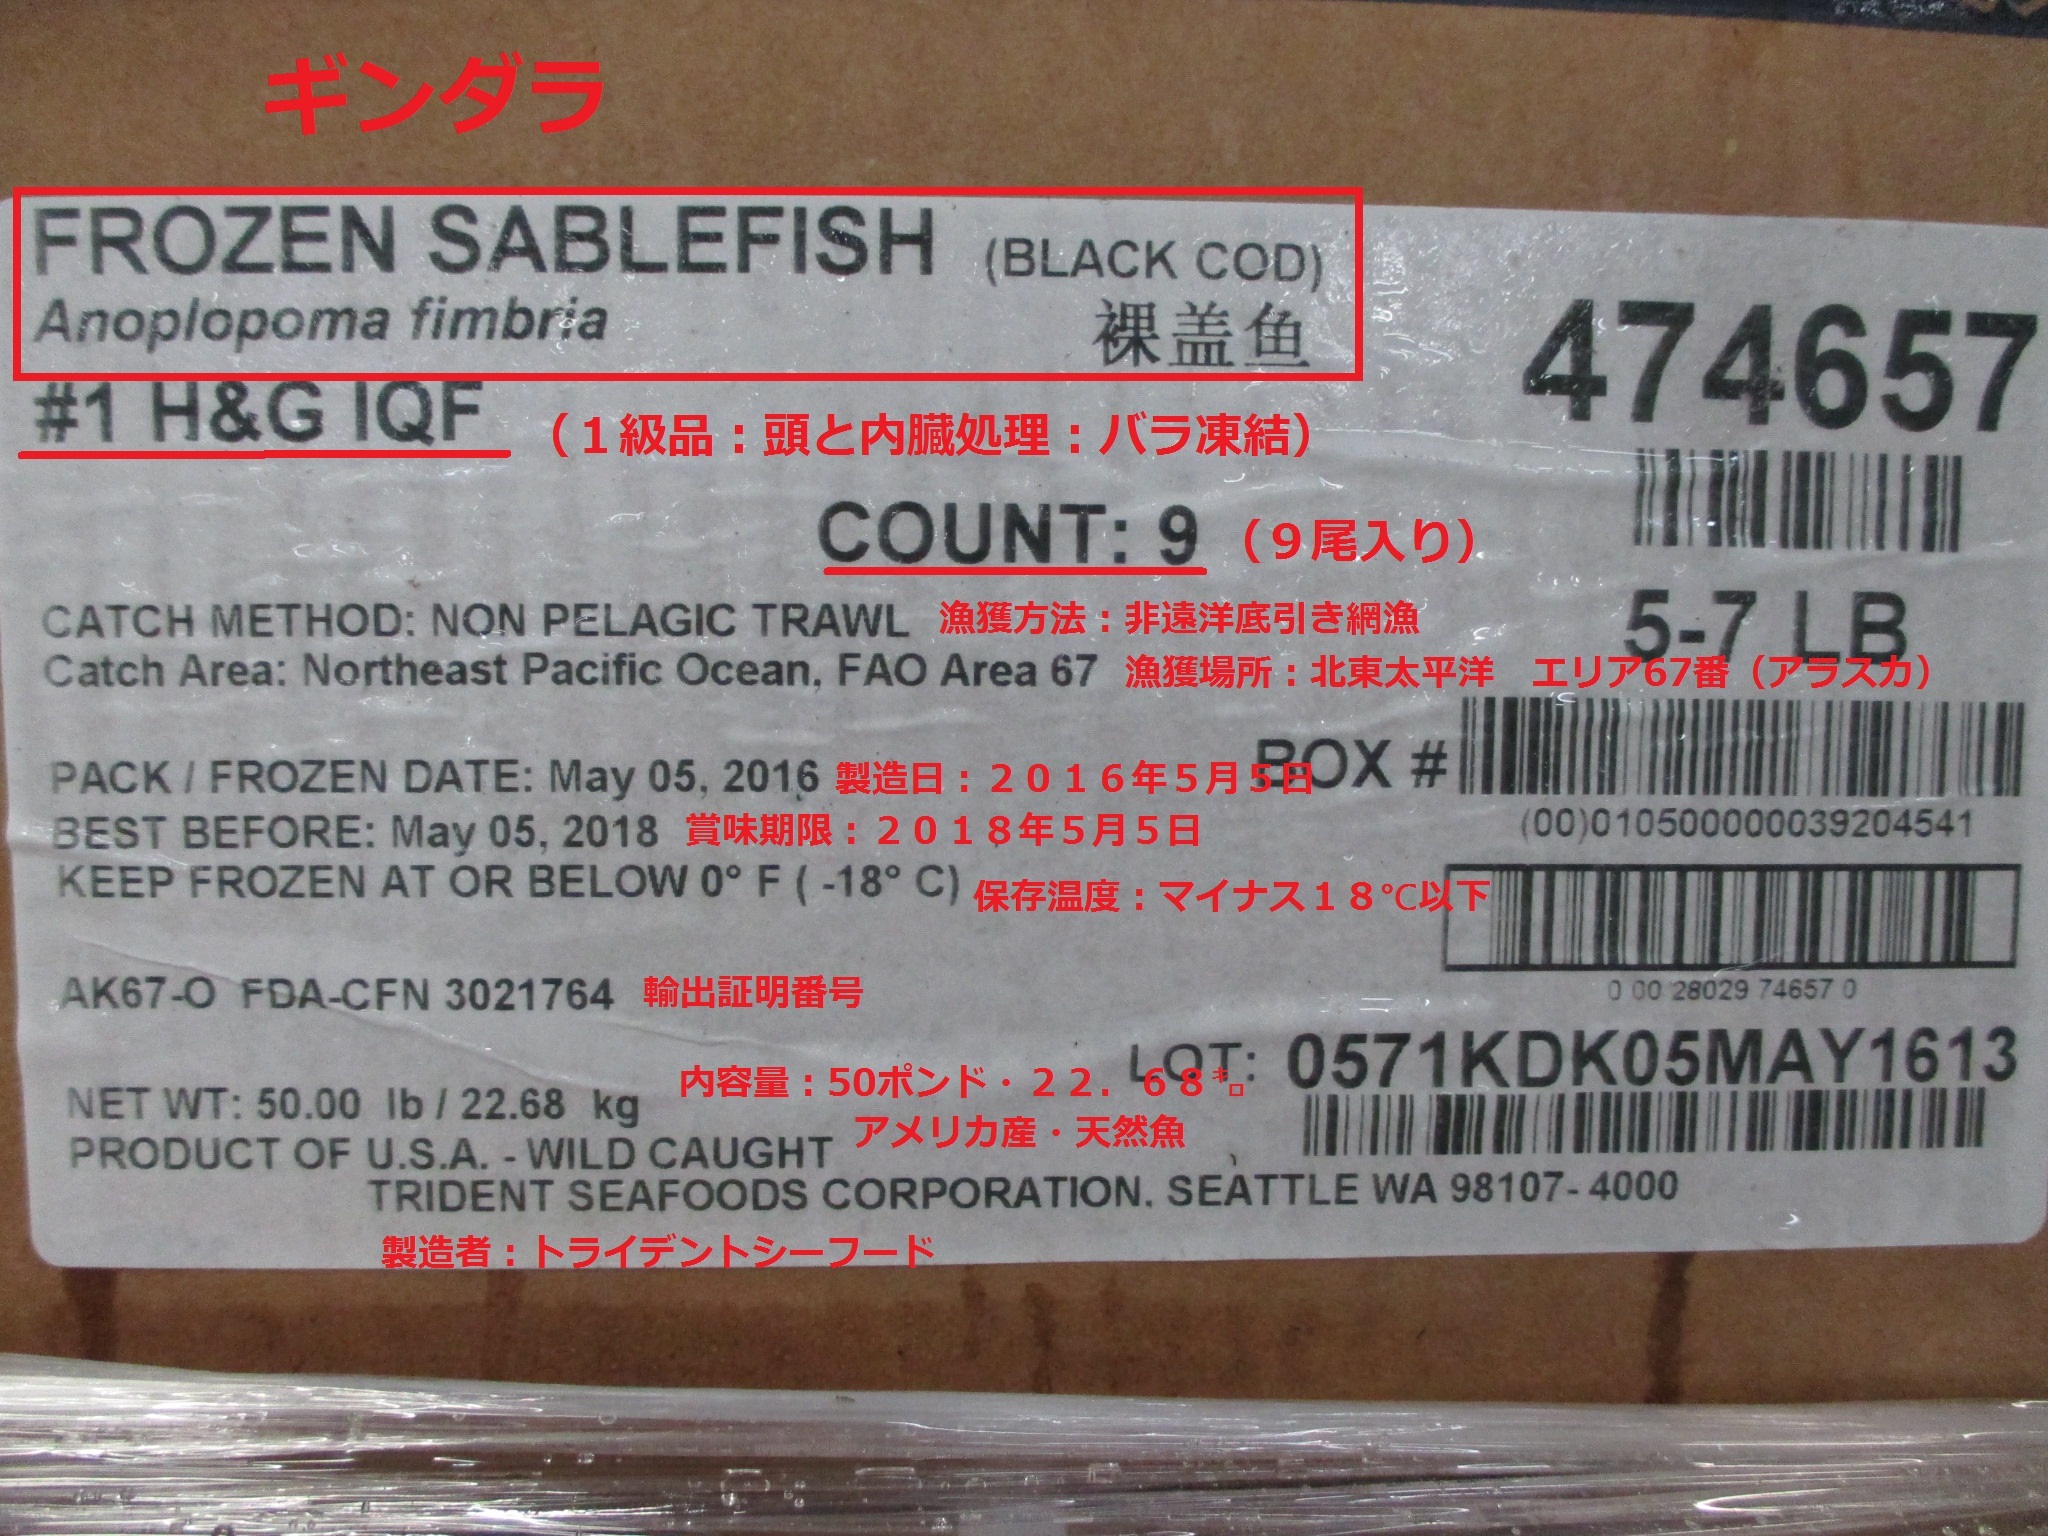 ギンダラ
FROZEN SABLEFISH (BLACK COD)
Anoplopoma fimbria 裸盖鱼
474657
#1 H&G IQF （１級品：頭と内臓処理：バラ凍結）
COUNT: 9 （９尾入り）
5-7 LB
CATCH METHOD: NON PELAGIC TRAWL 漁獲方法：非遠洋底引き網漁
Catch Area: Northeast Pacific Ocean, FAO Area 67 漁獲場所：北東太平洋　エリア67番（アラスカ）
BOX #
PACK / FROZEN DATE: May 05, 2016 製造日：２０１６年５月５日
(00)010500000039204541
BEST BEFORE: May 05, 2018 賞味期限：２０１８年５月５日
KEEP FROZEN AT OR BELOW 0° F ( -18° C) 保存温度：マイナス１８℃以下
0 00 28029 74657 0
AK67-O FDA-CFN 3021764 輸出証明番号
LOT: 0571KDK05MAY1613
NET WT: 50.00 lb / 22.68 kg 内容量：50ポンド・２２．６８㌔
PRODUCT OF U.S.A. - WILD CAUGHT アメリカ産・天然魚
TRIDENT SEAFOODS CORPORATION. SEATTLE WA 98107-4000
製造者：トライデントシーフード